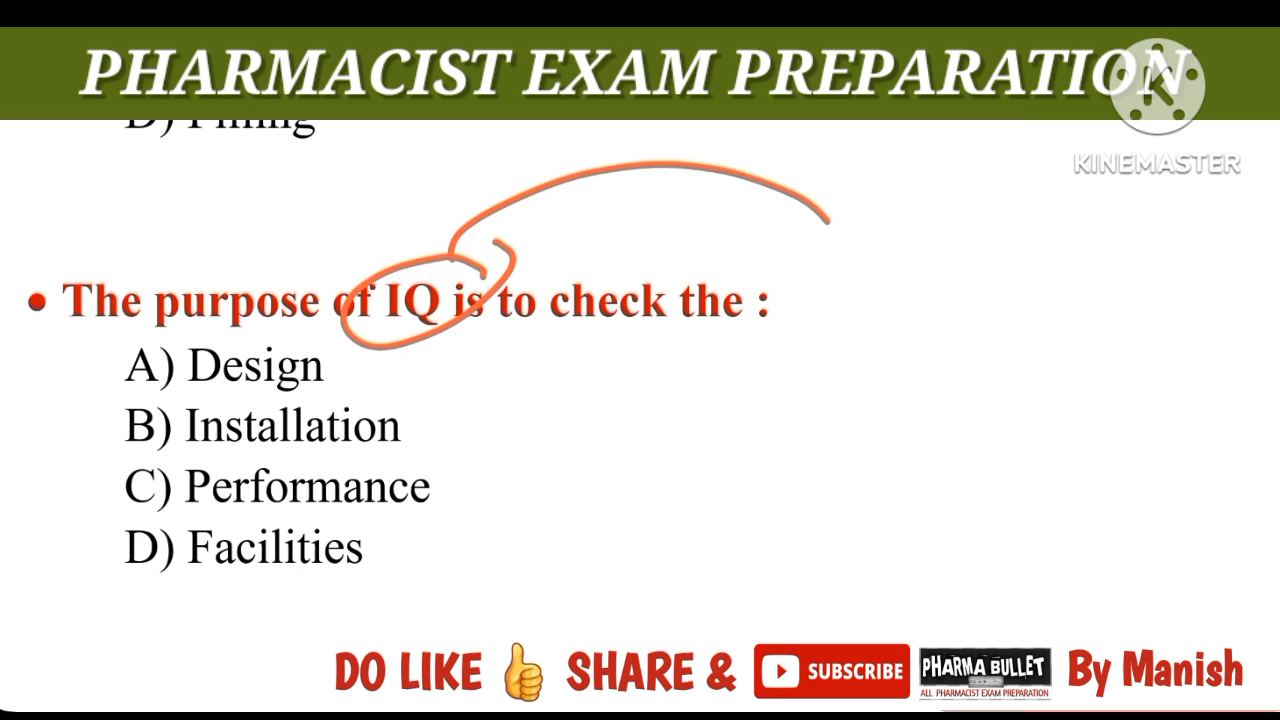 PHARMACIST EXAM PREPARATION
KINEMASTER
D) Filling
• The purpose of IQ is to check the :
A) Design
B) Installation
C) Performance
D) Facilities
DO LIKE 👍 SHARE & SUBSCRIBE PHARMA BULLET By Manish
ALL PHARMACIST EXAM PREPARATION